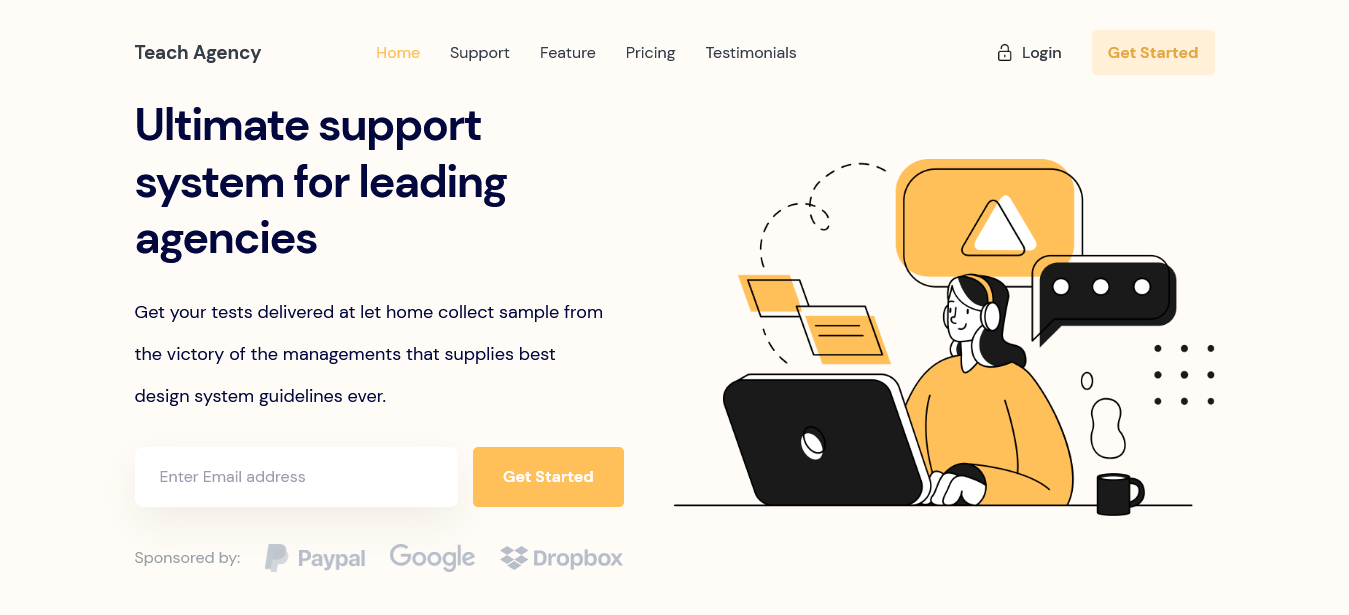 Teach Agency
Home
Support
Feature
Pricing
Testimonials
Login
Get Started
Ultimate support
system for leading
agencies
Get your tests delivered at let home collect sample from
the victory of the managements that supplies best
design system guidelines ever.
Enter Email address
Get Started
Sponsored by:
Paypal
Google
Dropbox